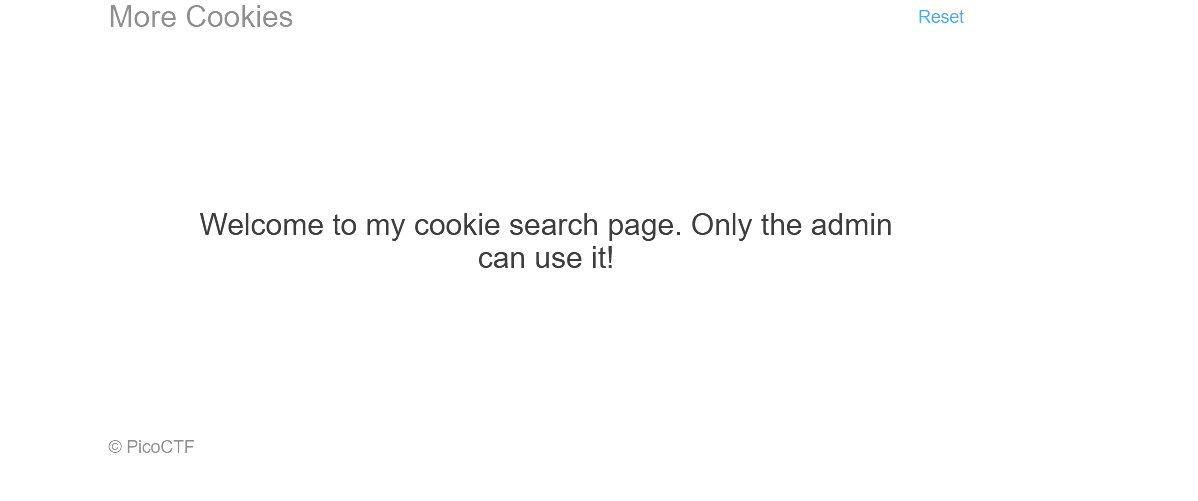 More Cookies
Reset
Welcome to my cookie search page. Only the admin
can use it!
© PicoCTF